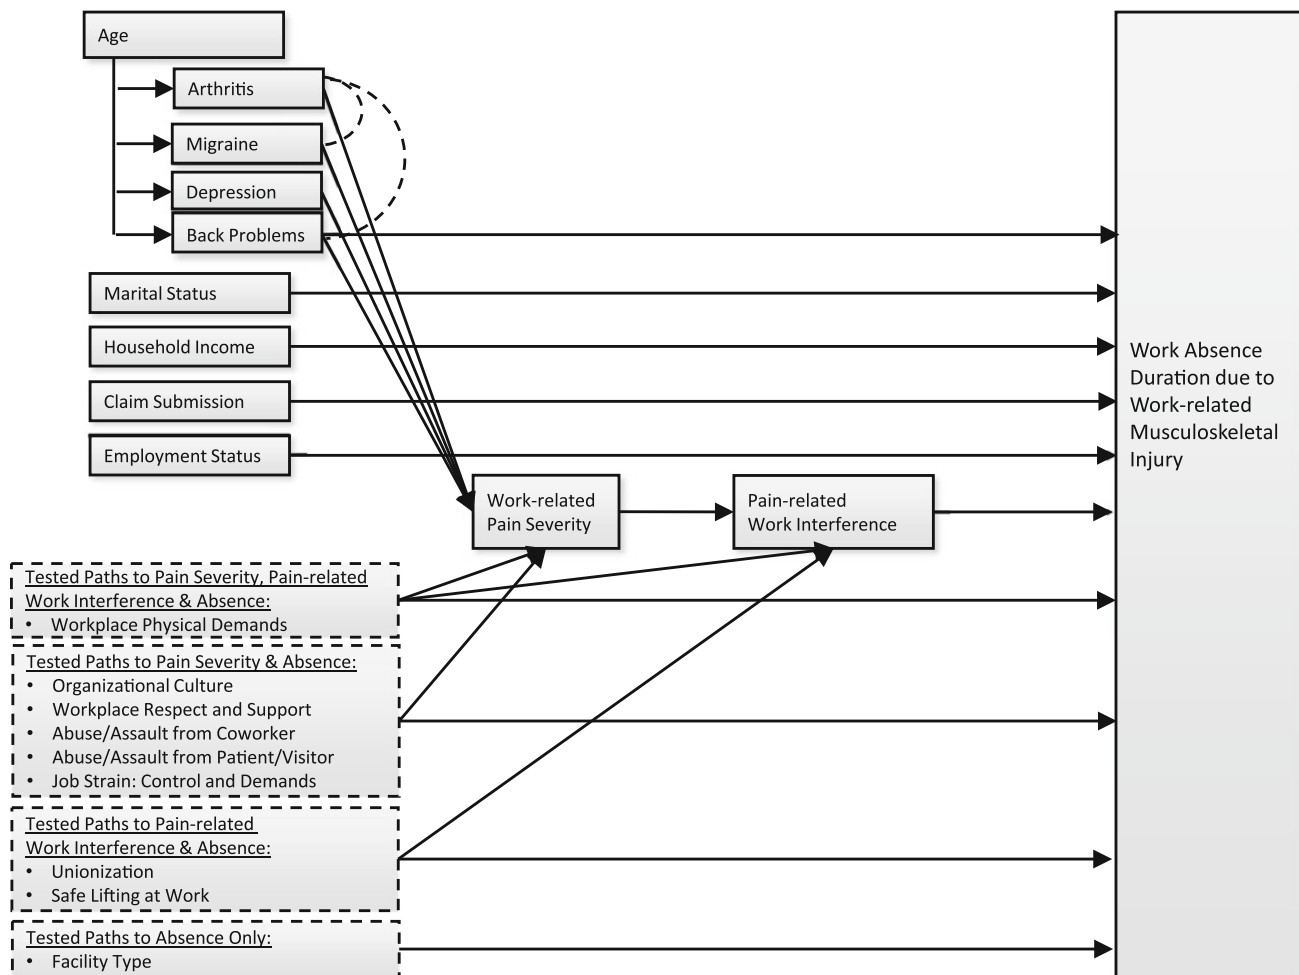 Age
Arthritis
Migraine
Depression
Back Problems
Marital Status
Household Income
Claim Submission
Employment Status
Work-related
Pain Severity
Pain-related
Work Interference
Work Absence
Duration due to
Work-related
Musculoskeletal
Injury
Tested Paths to Pain Severity, Pain-related
Work Interference & Absence:
• Workplace Physical Demands
Tested Paths to Pain Severity & Absence:
• Organizational Culture
• Workplace Respect and Support
• Abuse/Assault from Coworker
• Abuse/Assault from Patient/Visitor
• Job Strain: Control and Demands
Tested Paths to Pain-related
Work Interference & Absence:
• Unionization
• Safe Lifting at Work
Tested Paths to Absence Only:
• Facility Type